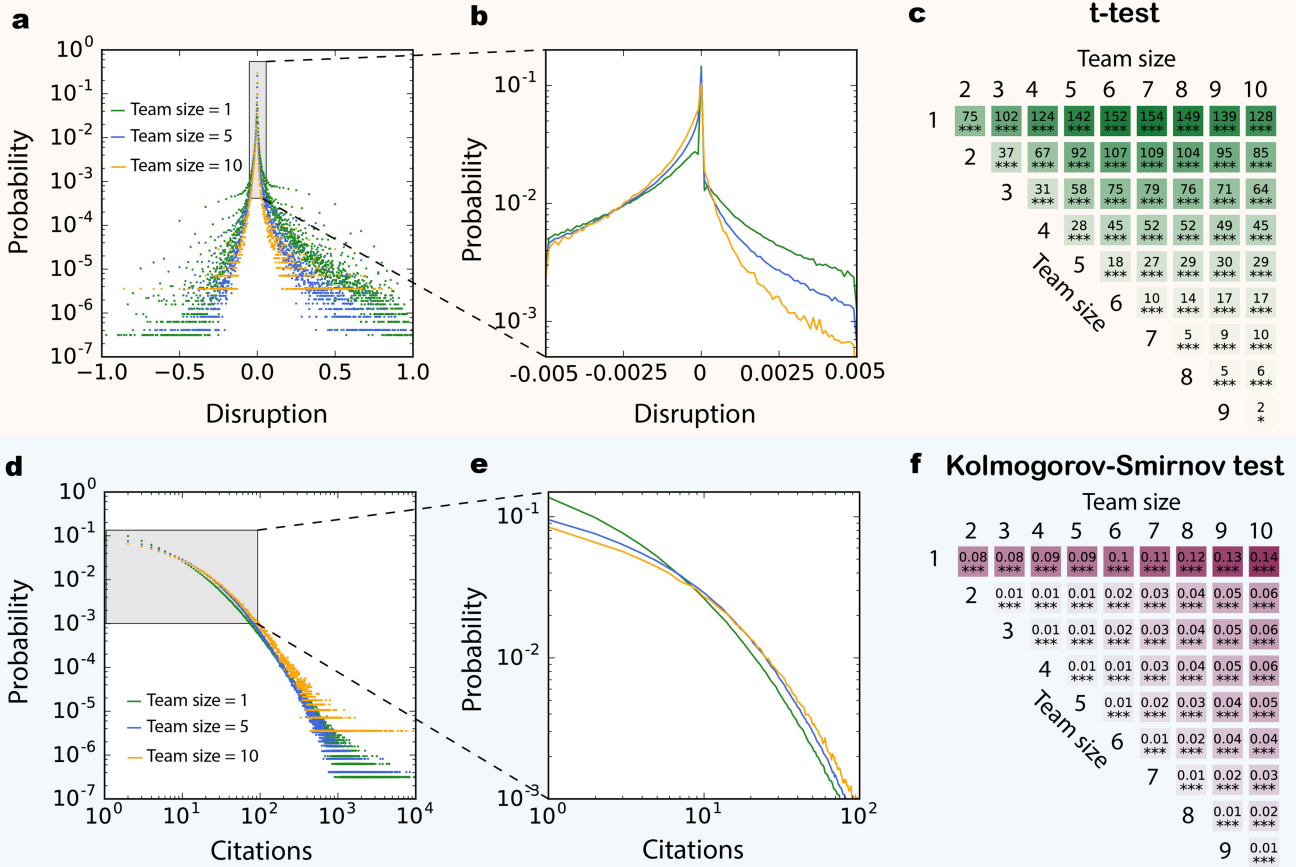 a
10^0
10^-1
10^-2
10^-3
10^-4
10^-5
10^-6
10^-7
Probability
Team size = 1
Team size = 5
Team size = 10
−1.0 −0.5 0.0 0.5 1.0
Disruption
b
10^-1
10^-2
10^-3
Probability
-0.005 -0.0025 0 0.0025 0.005
Disruption
c
t-test
Team size
2 3 4 5 6 7 8 9 10
1 75 102 124 142 152 154 149 139 128
*** *** *** *** *** *** *** *** ***
2 37 67 92 107 109 104 95 85
*** *** *** *** *** *** *** ***
3 31 58 75 79 76 71 64
*** *** *** *** *** *** ***
4 28 45 52 52 49 45
*** *** *** *** *** ***
5 18 27 29 30 29
*** *** *** *** ***
6 10 14 17 17
*** *** *** ***
7 5 9 10
*** *** ***
8 5 6
*** ***
9 2
*
Team size
d
10^0
10^-1
10^-2
10^-3
10^-4
10^-5
10^-6
10^-7
Probability
Team size = 1
Team size = 5
Team size = 10
10^0 10^1 10^2 10^3 10^4
Citations
e
10^-1
10^-2
10^-3
Probability
10^0 10^1 10^2
Citations
f
Kolmogorov-Smirnov test
Team size
2 3 4 5 6 7 8 9 10
1 0.08 0.08 0.09 0.09 0.1 0.11 0.12 0.13 0.14
*** *** *** *** *** *** *** *** ***
2 0.01 0.01 0.01 0.02 0.03 0.04 0.05 0.06
*** *** *** *** *** *** *** ***
3 0.01 0.01 0.02 0.03 0.04 0.05 0.06
*** *** *** *** *** *** ***
4 0.01 0.01 0.03 0.04 0.05 0.06
*** *** *** *** *** ***
5 0.01 0.02 0.03 0.04 0.05
*** *** *** *** ***
6 0.01 0.02 0.04 0.04
*** *** *** ***
7 0.01 0.02 0.03
*** *** ***
8 0.01 0.02
*** ***
9 0.01
***
Team size